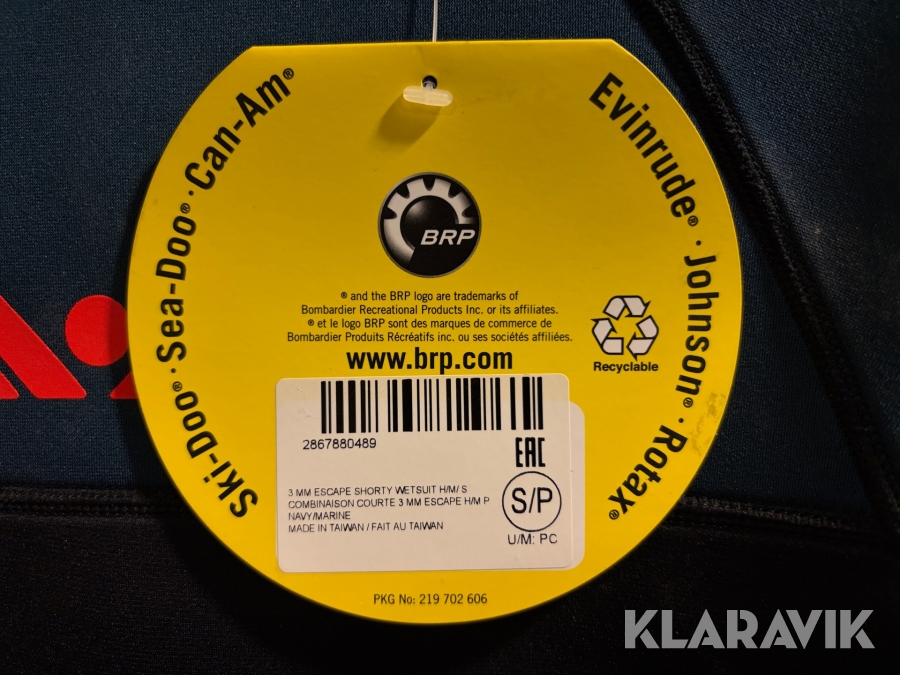 Ski-Doo® · Sea-Doo® · Can-Am®
Evinrude® · Johnson® · Rotax®
BRP
® and the BRP logo are trademarks of
Bombardier Recreational Products Inc. or its affiliates.
® et le logo BRP sont des marques de commerce de
Bombardier Produits Récréatifs inc. ou ses sociétés affiliées.
www.brp.com
Recyclable
2867880489
EAC
3 MM ESCAPE SHORTY WETSUIT H/M/ S
COMBINAISON COURTE 3 MM ESCAPE H/M P
NAVY/MARINE
MADE IN TAIWAN / FAIT AU TAIWAN
S/P
U/M: PC
PKG No: 219 702 606
KLARAVIK